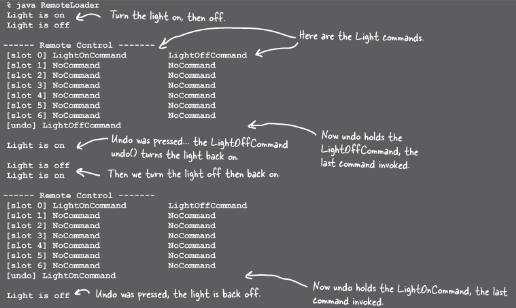 % java RemoteLoader
Light is on
Light is off
Turn the light on, then off.
------ Remote Control -------
Here are the Light commands.
[slot 0] LightOnCommand LightOffCommand
[slot 1] NoCommand NoCommand
[slot 2] NoCommand NoCommand
[slot 3] NoCommand NoCommand
[slot 4] NoCommand NoCommand
[slot 5] NoCommand NoCommand
[slot 6] NoCommand NoCommand
[undo] LightOffCommand
Now undo holds the
LightOffCommand, the
last command invoked.
Light is on
Undo was pressed... the LightOffCommand
undo() turns the light back on.
Light is off
Light is on
Then we turn the light off then back on.
------ Remote Control -------
[slot 0] LightOnCommand LightOffCommand
[slot 1] NoCommand NoCommand
[slot 2] NoCommand NoCommand
[slot 3] NoCommand NoCommand
[slot 4] NoCommand NoCommand
[slot 5] NoCommand NoCommand
[slot 6] NoCommand NoCommand
[undo] LightOnCommand
Now undo holds the LightOnCommand, the last
command invoked.
Light is off
Undo was pressed, the light is back off.